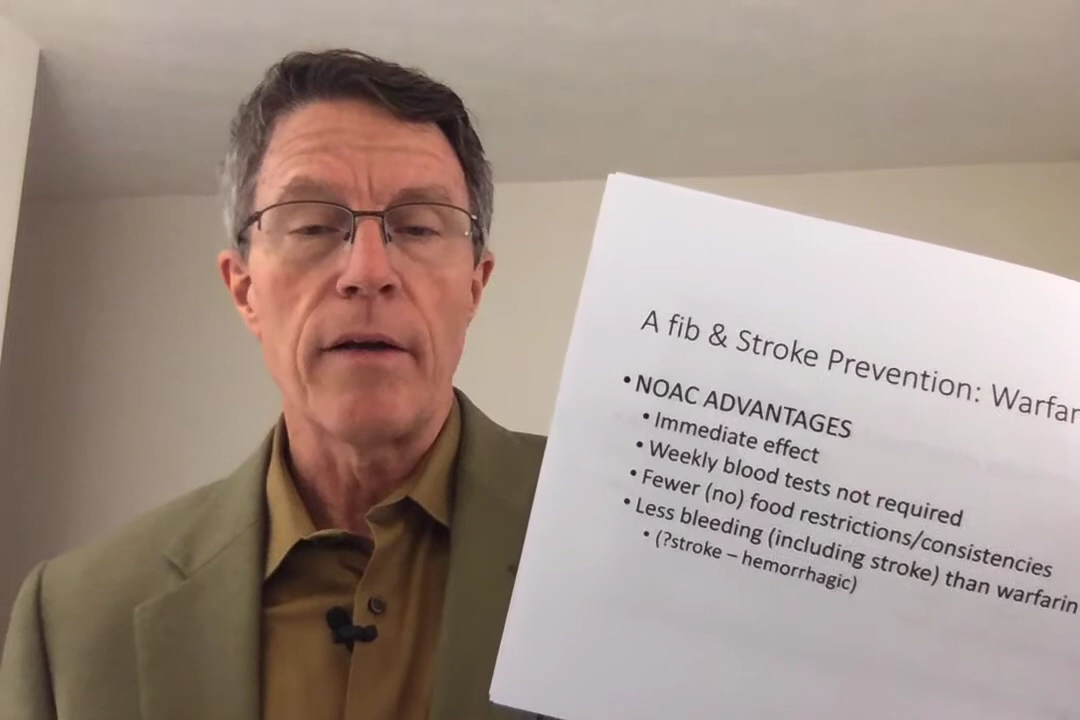 A fib & Stroke Prevention: Warfar
• NOAC ADVANTAGES
• Immediate effect
• Weekly blood tests not required
• Fewer (no) food restrictions/consistencies
• Less bleeding (including stroke) than warfarin
• (?stroke – hemorrhagic)